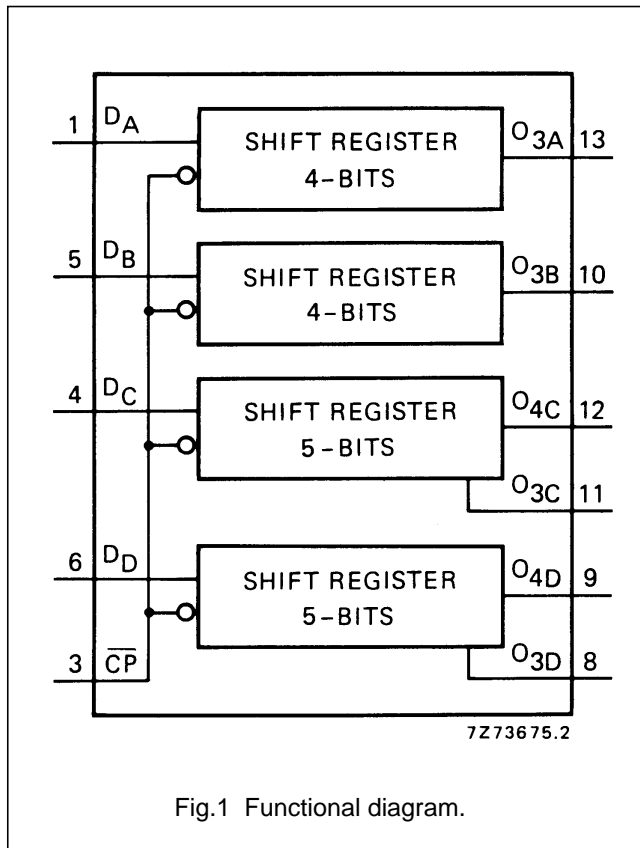 1 DA SHIFT REGISTER 4-BITS O3A 13
5 DB SHIFT REGISTER 4-BITS O3B 10
4 DC SHIFT REGISTER 5-BITS O4C 12
O3C 11
6 DD SHIFT REGISTER 5-BITS O4D 9
3 C̅P̅ O3D 8
7Z73675.2
Fig.1 Functional diagram.